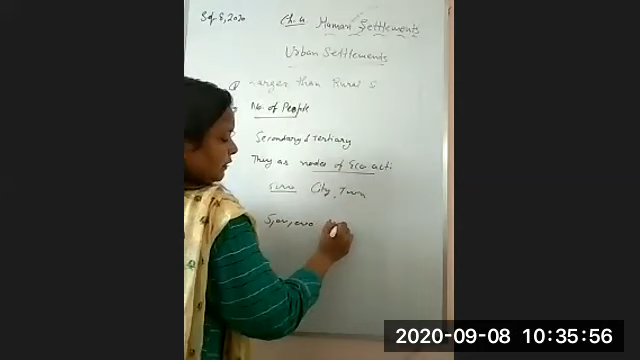 Sep 8, 2020
Ch. 4 Human Settlements
Urban Settlements
Larger than Rural S
No. of People
Secondary & Tertiary
They as nodes of Eco acti
City, Town
2020-09-08 10:35:56